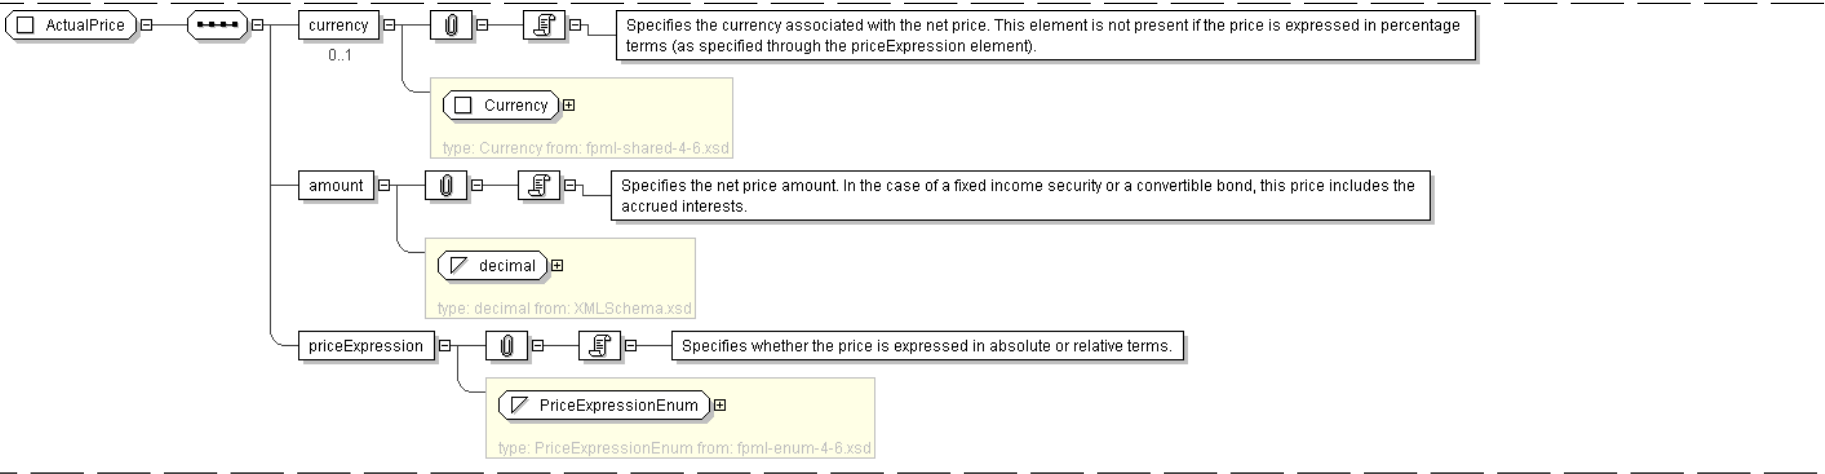 ActualPrice
currency
0..1
Specifies the currency associated with the net price. This element is not present if the price is expressed in percentage
terms (as specified through the priceExpression element).
Currency
type: Currency from: fpml-shared-4-6.xsd
amount
Specifies the net price amount. In the case of a fixed income security or a convertible bond, this price includes the
accrued interests.
decimal
type: decimal from: XMLSchema.xsd
priceExpression
Specifies whether the price is expressed in absolute or relative terms.
PriceExpressionEnum
type: PriceExpressionEnum from: fpml-enum-4-6.xsd